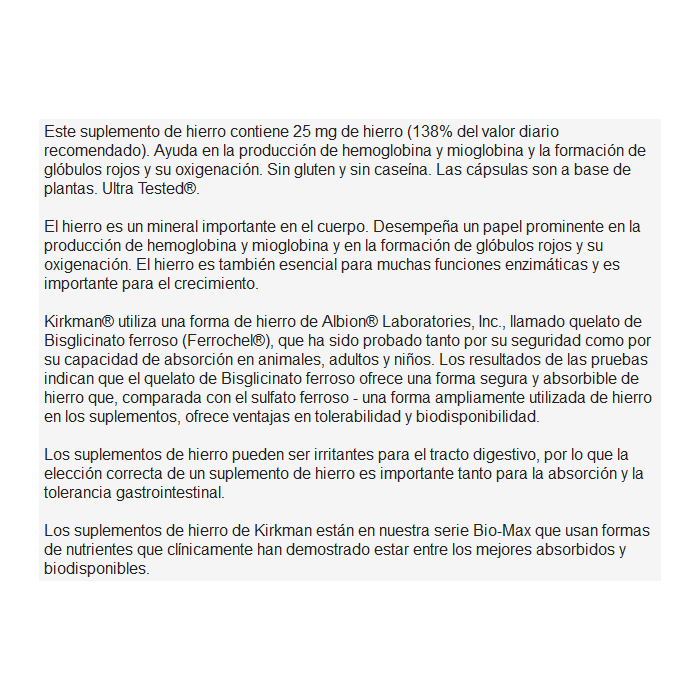 Este suplemento de hierro contiene 25 mg de hierro (138% del valor diario
recomendado). Ayuda en la producción de hemoglobina y mioglobina y la formación de
glóbulos rojos y su oxigenación. Sin gluten y sin caseína. Las cápsulas son a base de
plantas. Ultra Tested®.
El hierro es un mineral importante en el cuerpo. Desempeña un papel prominente en la
producción de hemoglobina y mioglobina y en la formación de glóbulos rojos y su
oxigenación. El hierro es también esencial para muchas funciones enzimáticas y es
importante para el crecimiento.
Kirkman® utiliza una forma de hierro de Albion® Laboratories, Inc., llamado quelato de
Bisglicinato ferroso (Ferrochel®), que ha sido probado tanto por su seguridad como por
su capacidad de absorción en animales, adultos y niños. Los resultados de las pruebas
indican que el quelato de Bisglicinato ferroso ofrece una forma segura y absorbible de
hierro que, comparada con el sulfato ferroso - una forma ampliamente utilizada de hierro
en los suplementos, ofrece ventajas en tolerabilidad y biodisponibilidad.
Los suplementos de hierro pueden ser irritantes para el tracto digestivo, por lo que la
elección correcta de un suplemento de hierro es importante tanto para la absorción y la
tolerancia gastrointestinal.
Los suplementos de hierro de Kirkman están en nuestra serie Bio-Max que usan formas
de nutrientes que clínicamente han demostrado estar entre los mejores absorbidos y
biodisponibles.